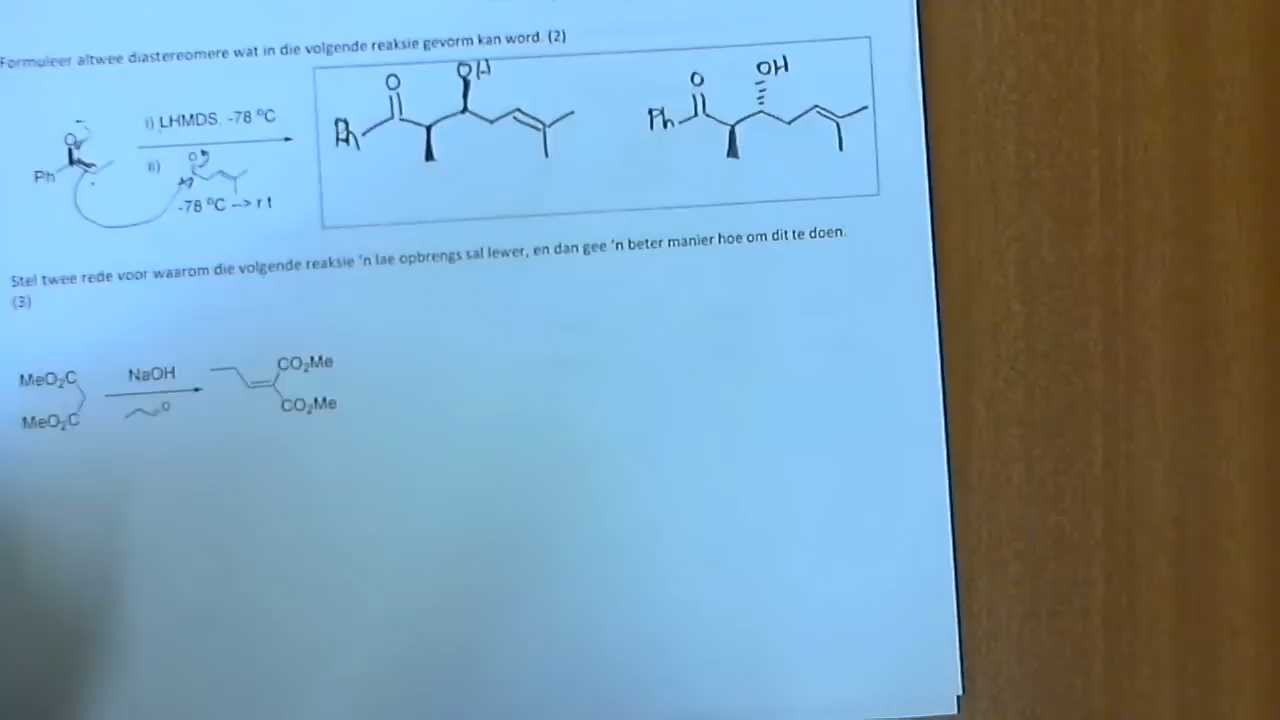 Formuleer altwee diastereomere wat in die volgende reaksie gevorm kan word. (2)
i) LHMDS, -78 ºC
ii)
-78 ºC --> r t
Ph
O
O
Ph
O
OH
Ph
O
OH
Stel twee rede voor waarom die volgende reaksie 'n lae opbrengs sal lewer, en dan gee 'n beter manier hoe om dit te doen.
(3)
MeO₂C
MeO₂C
NaOH
O
CO₂Me
CO₂Me